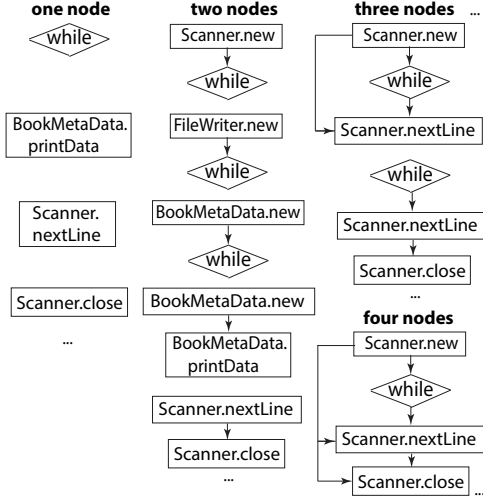 one node
while
BookMetaData.
printData
Scanner.
nextLine
Scanner.close
...
two nodes
Scanner.new
while
FileWriter.new
while
BookMetaData.new
while
BookMetaData.new
BookMetaData.
printData
Scanner.nextLine
Scanner.close
...
three nodes ...
Scanner.new
while
Scanner.nextLine
while
Scanner.nextLine
Scanner.close
...
four nodes
Scanner.new
while
Scanner.nextLine
Scanner.close ...